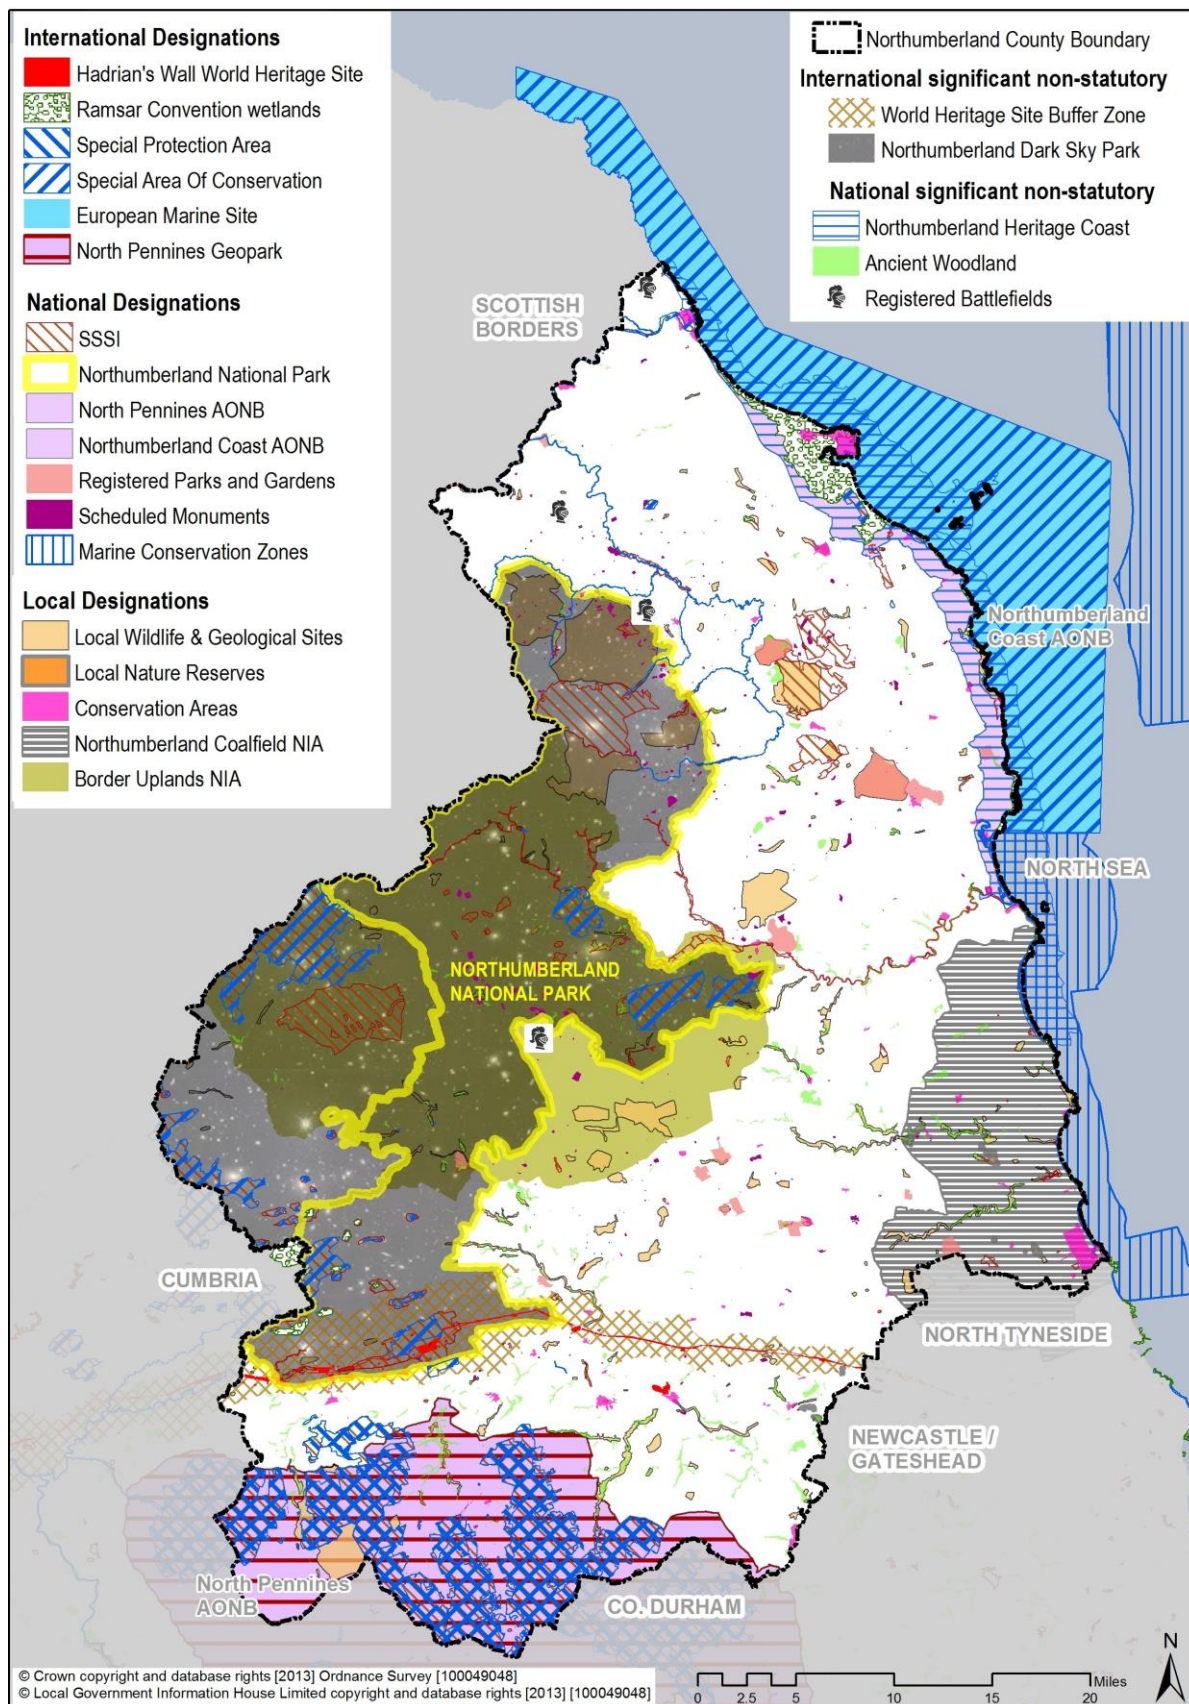 International Designations
Hadrian's Wall World Heritage Site
Ramsar Convention wetlands
Special Protection Area
Special Area Of Conservation
European Marine Site
North Pennines Geopark
National Designations
SSSI
Northumberland National Park
North Pennines AONB
Northumberland Coast AONB
Registered Parks and Gardens
Scheduled Monuments
Marine Conservation Zones
Local Designations
Local Wildlife & Geological Sites
Local Nature Reserves
Conservation Areas
Northumberland Coalfield NIA
Border Uplands NIA
Northumberland County Boundary
International significant non-statutory
World Heritage Site Buffer Zone
Northumberland Dark Sky Park
National significant non-statutory
Northumberland Heritage Coast
Ancient Woodland
Registered Battlefields
SCOTTISH
BORDERS
Northumberland
Coast AONB
NORTH SEA
NORTHUMBERLAND
NATIONAL PARK
CUMBRIA
NORTH TYNESIDE
NEWCASTLE /
GATESHEAD
North Pennines
AONB
CO. DURHAM
N
Miles
0 2.5 5 10 15 20
© Crown copyright and database rights [2013] Ordnance Survey [100049048]
© Local Government Information House Limited copyright and database rights [2013] [100049048]